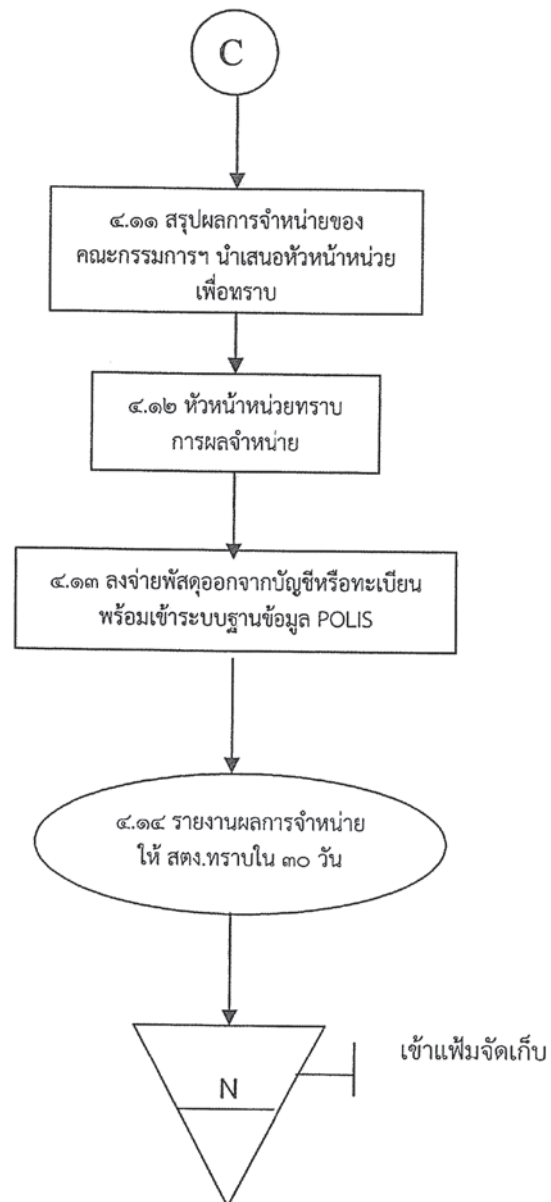 C
๔.๑๑ สรุปผลการจำหน่ายของ
คณะกรรมการฯ นำเสนอหัวหน้าหน่วย
เพื่อทราบ
๔.๑๒ หัวหน้าหน่วยทราบ
การผลจำหน่าย
๔.๑๓ ลงจ่ายพัสดุออกจากบัญชีหรือทะเบียน
พร้อมเข้าระบบฐานข้อมูล POLIS
๔.๑๔ รายงานผลการจำหน่าย
ให้ สตง.ทราบใน ๓๐ วัน
เข้าแฟ้มจัดเก็บ
N